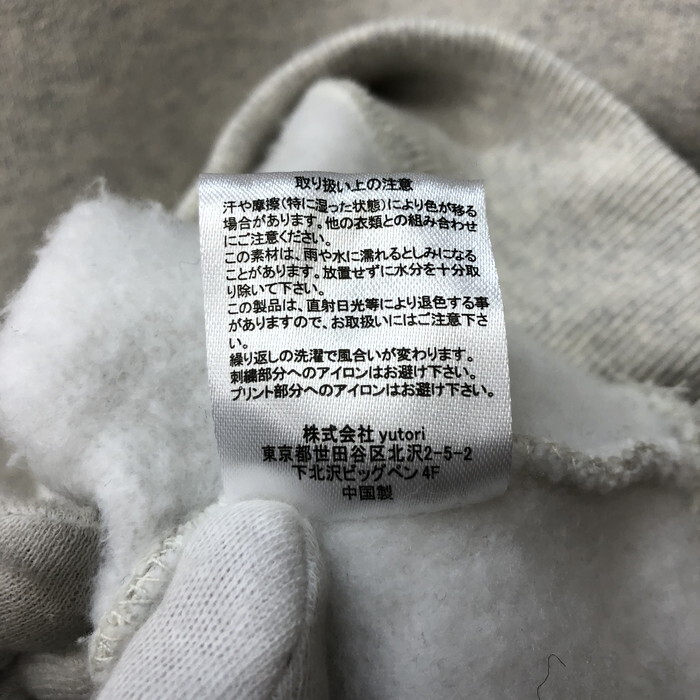 取り扱い上の注意
汗や摩擦(特に湿った状態)により色が移る
場合があります。他の衣類との組み合わせ
にご注意ください。
この素材は、雨や水に濡れるとしみになる
ことがあります。放置せずに水分を十分取
り除いて下さい。
この製品は、直射日光等により退色する事
がありますので、お取扱いにはご注意下さ
い。
繰り返しの洗濯で風合いが変わります。
刺繍部分へのアイロンはお避け下さい。
プリント部分へのアイロンはお避け下さい。
株式会社 yutori
東京都世田谷区北沢2-5-2
下北沢ビッグベン 4F
中国製